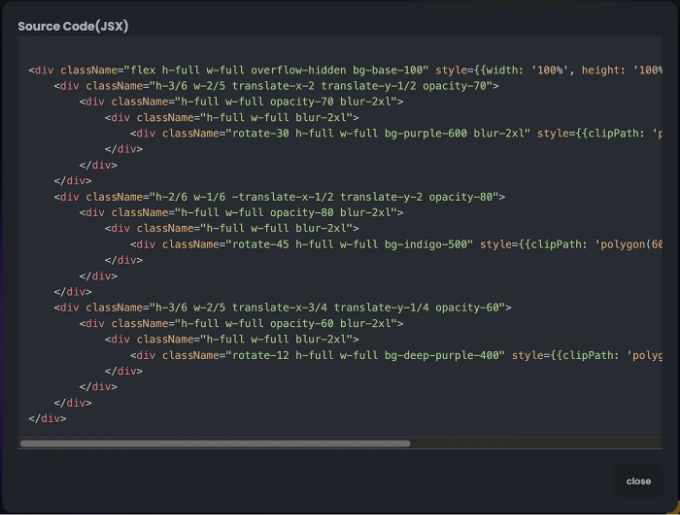 Source Code(JSX)
<div className="flex h-full w-full overflow-hidden bg-base-100" style={{width: '100%', height: '100%
<div className="h-3/6 w-2/5 translate-x-2 translate-y-1/2 opacity-70">
<div className="h-full w-full opacity-70 blur-2xl">
<div className="h-full w-full blur-2xl">
<div className="rotate-30 h-full w-full bg-purple-600 blur-2xl" style={{clipPath: 'p
</div>
</div>
</div>
<div className="h-2/6 w-1/6 -translate-x-1/2 translate-y-2 opacity-80">
<div className="h-full w-full opacity-80 blur-2xl">
<div className="h-full w-full blur-2xl">
<div className="rotate-45 h-full w-full bg-indigo-500" style={{clipPath: 'polygon(60
</div>
</div>
</div>
<div className="h-3/6 w-2/5 translate-x-3/4 translate-y-1/4 opacity-60">
<div className="h-full w-full opacity-60 blur-2xl">
<div className="h-full w-full blur-2xl">
<div className="rotate-12 h-full w-full bg-deep-purple-400" style={{clipPath: 'polyg
</div>
</div>
</div>
</div>
close